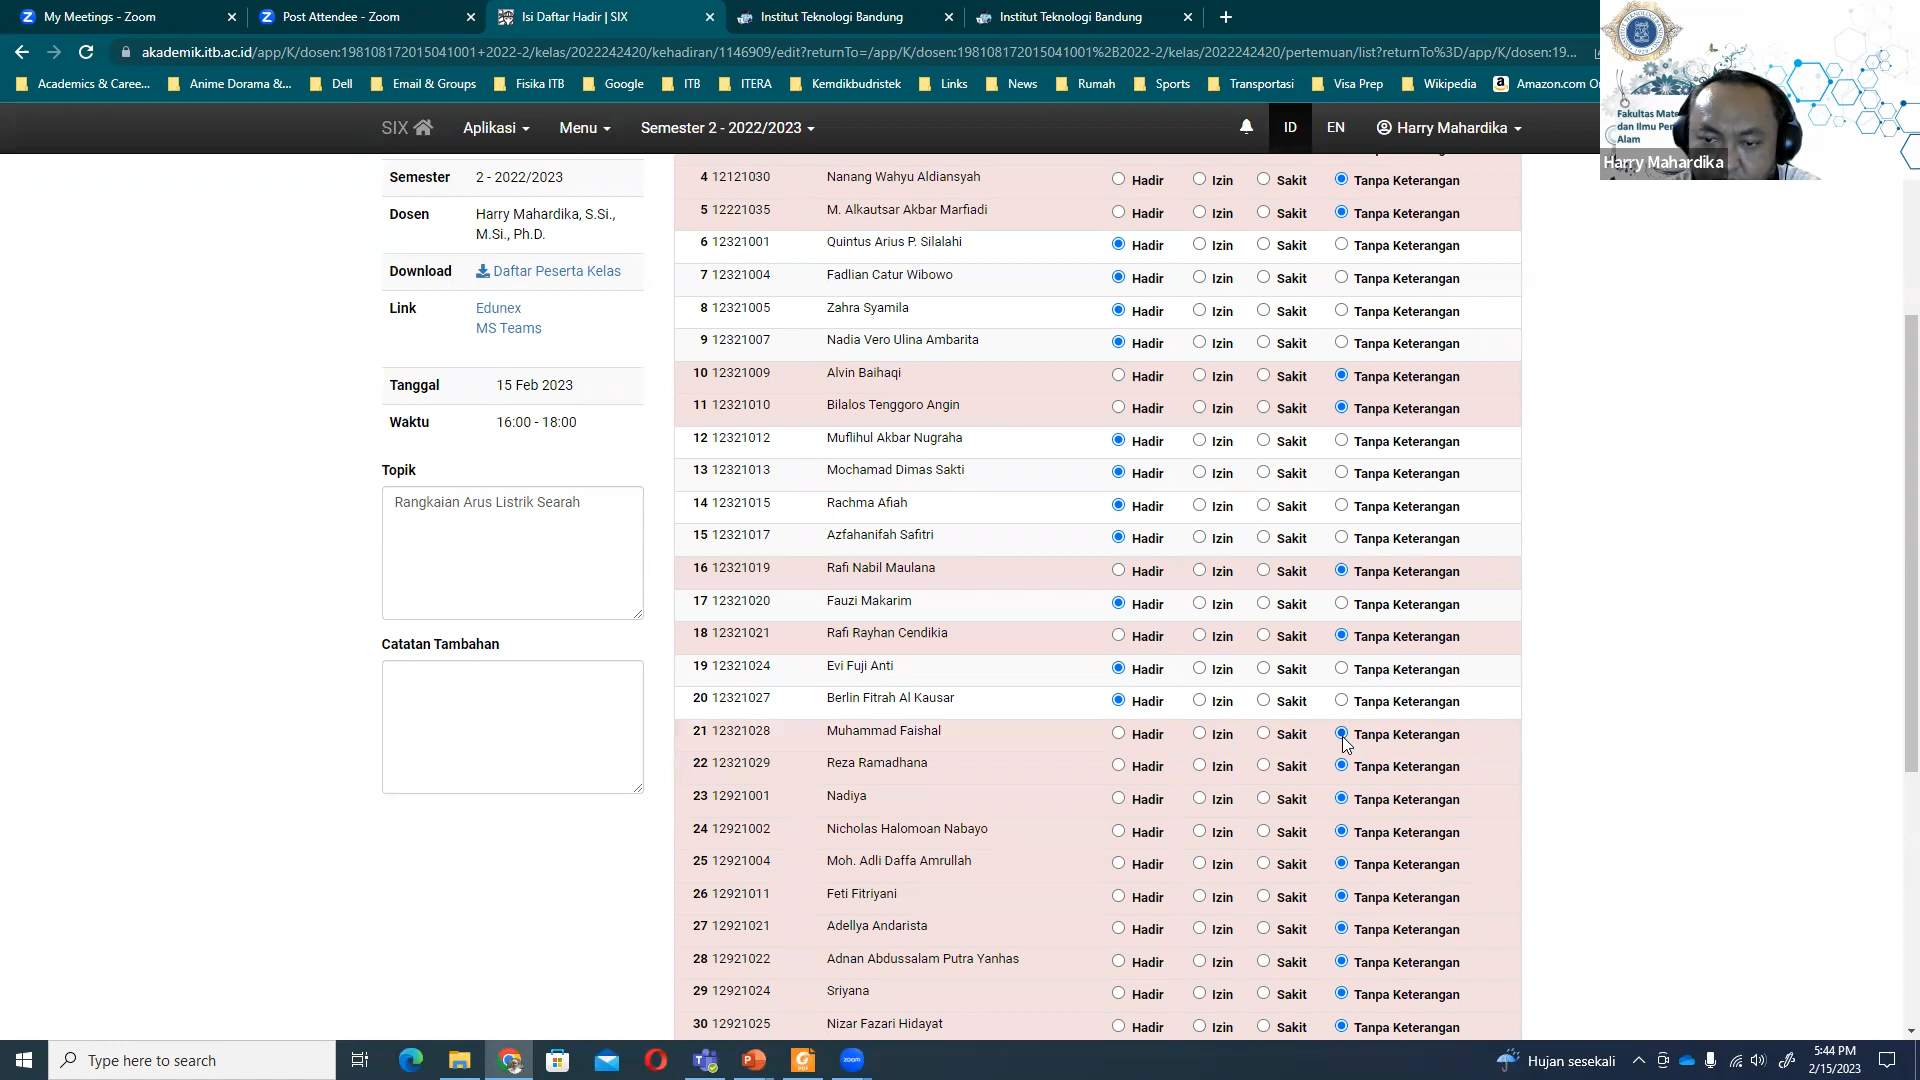 My Meetings - Zoom
Post Attendee - Zoom
Isi Daftar Hadir | SIX
Institut Teknologi Bandung
Institut Teknologi Bandung
akademik.itb.ac.id/app/K/dosen:198108172015041001+2022-2/kelas/2022242420/kehadiran/1146909/edit?returnTo=/app/K/dosen:198108172015041001%2B2022-2/kelas/2022242420/pertemuan/list?returnTo%3D/app/K/dosen:19...
Academics & Caree...
Anime Dorama &...
Dell
Email & Groups
Fisika ITB
Google
ITB
ITERA
Kemdikbudristek
Links
News
Rumah
Sports
Transportasi
Visa Prep
Wikipedia
Amazon.com On
SIX Aplikasi Menu Semester 2 - 2022/2023 ID EN Harry Mahardika
Fakultas Mate
dan Ilmu Pen
Alam
Harry Mahardika
Semester 2 - 2022/2023
Dosen Harry Mahardika, S.Si.,
M.Si., Ph.D.
Download Daftar Peserta Kelas
Link Edunex
MS Teams
Tanggal 15 Feb 2023
Waktu 16:00 - 18:00
Topik
Rangkaian Arus Listrik Searah
Catatan Tambahan
4 12121030 Nanang Wahyu Aldiansyah Hadir Izin Sakit Tanpa Keterangan
5 12221035 M. Alkautsar Akbar Marfiadi Hadir Izin Sakit Tanpa Keterangan
6 12321001 Quintus Arius P. Silalahi Hadir Izin Sakit Tanpa Keterangan
7 12321004 Fadlian Catur Wibowo Hadir Izin Sakit Tanpa Keterangan
8 12321005 Zahra Syamila Hadir Izin Sakit Tanpa Keterangan
9 12321007 Nadia Vero Ulina Ambarita Hadir Izin Sakit Tanpa Keterangan
10 12321009 Alvin Baihaqi Hadir Izin Sakit Tanpa Keterangan
11 12321010 Bilalos Tenggoro Angin Hadir Izin Sakit Tanpa Keterangan
12 12321012 Muflihul Akbar Nugraha Hadir Izin Sakit Tanpa Keterangan
13 12321013 Mochamad Dimas Sakti Hadir Izin Sakit Tanpa Keterangan
14 12321015 Rachma Afiah Hadir Izin Sakit Tanpa Keterangan
15 12321017 Azfahanifah Safitri Hadir Izin Sakit Tanpa Keterangan
16 12321019 Rafi Nabil Maulana Hadir Izin Sakit Tanpa Keterangan
17 12321020 Fauzi Makarim Hadir Izin Sakit Tanpa Keterangan
18 12321021 Rafi Rayhan Cendikia Hadir Izin Sakit Tanpa Keterangan
19 12321024 Evi Fuji Anti Hadir Izin Sakit Tanpa Keterangan
20 12321027 Berlin Fitrah Al Kausar Hadir Izin Sakit Tanpa Keterangan
21 12321028 Muhammad Faishal Hadir Izin Sakit Tanpa Keterangan
22 12321029 Reza Ramadhana Hadir Izin Sakit Tanpa Keterangan
23 12921001 Nadiya Hadir Izin Sakit Tanpa Keterangan
24 12921002 Nicholas Halomoan Nabayo Hadir Izin Sakit Tanpa Keterangan
25 12921004 Moh. Adli Daffa Amrullah Hadir Izin Sakit Tanpa Keterangan
26 12921011 Feti Fitriyani Hadir Izin Sakit Tanpa Keterangan
27 12921021 Adellya Andarista Hadir Izin Sakit Tanpa Keterangan
28 12921022 Adnan Abdussalam Putra Yanhas Hadir Izin Sakit Tanpa Keterangan
29 12921024 Sriyana Hadir Izin Sakit Tanpa Keterangan
30 12921025 Nizar Fazari Hidayat Hadir Izin Sakit Tanpa Keterangan
Type here to search
Hujan sesekali
5:44 PM
2/15/2023